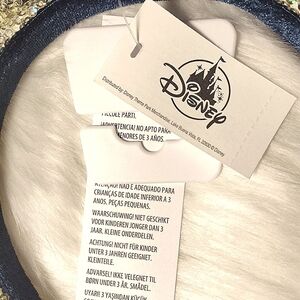 Disney
Distributed by: Disney Theme Park Merchandise, Lake Buena Vista, FL 32830 © Disney
¡ADVERTENCIA! NO APTO PARA
MENORES DE 3 AÑOS.
ATENÇÃO! NÃO É ADEQUADO PARA
CRIANÇAS DE IDADE INFERIOR A 3
ANOS. PEÇAS PEQUENAS.
WAARSCHUWING! NIET GESCHIKT
VOOR KINDEREN JONGER DAN 3
JAAR. KLEINE ONDERDELEN.
ACHTUNG! NICHT FÜR KINDER
UNTER 3 JAHREN GEEIGNET.
KLEINTEILE.
ADVARSEL! IKKE VELEGNET TIL
BØRN UNDER 3 ÅR. SMÅDEL.
UYARI! 3 YAŞINDAN KÜÇÜK